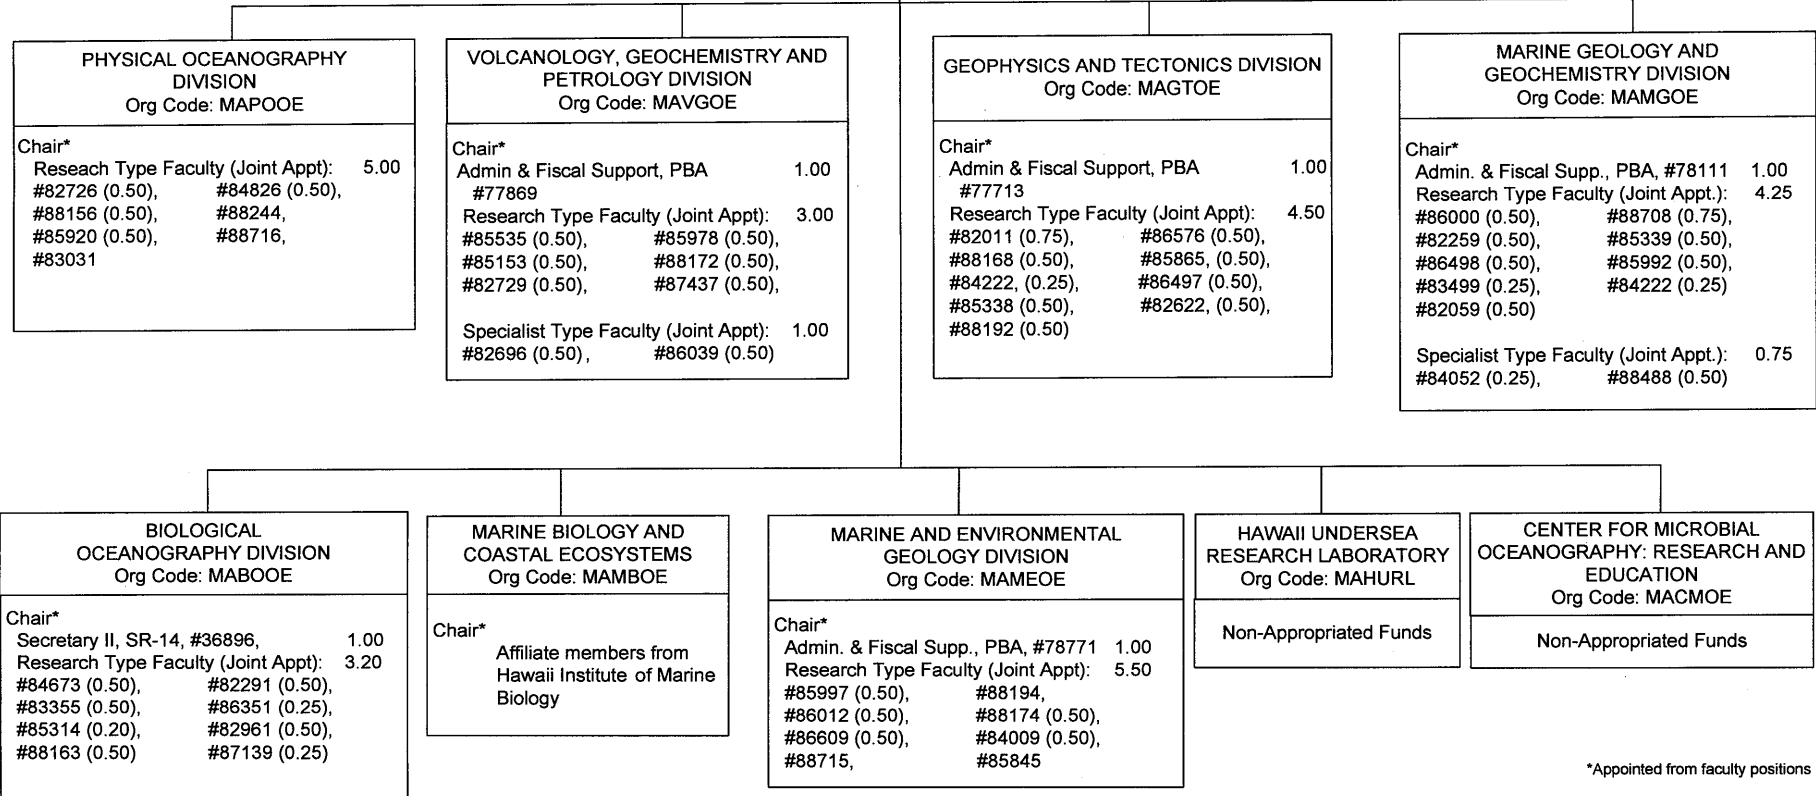 PHYSICAL OCEANOGRAPHY
DIVISION
Org Code: MAPOOE
Chair*
Reseach Type Faculty (Joint Appt): 5.00
#82726 (0.50), #84826 (0.50),
#88156 (0.50), #88244,
#85920 (0.50), #88716,
#83031
VOLCANOLOGY, GEOCHEMISTRY AND
PETROLOGY DIVISION
Org Code: MAVGOE
Chair*
Admin & Fiscal Support, PBA 1.00
#77869
Research Type Faculty (Joint Appt): 3.00
#85535 (0.50), #85978 (0.50),
#85153 (0.50), #88172 (0.50),
#82729 (0.50), #87437 (0.50),
Specialist Type Faculty (Joint Appt): 1.00
#82696 (0.50), #86039 (0.50)
GEOPHYSICS AND TECTONICS DIVISION
Org Code: MAGTOE
Chair*
Admin & Fiscal Support, PBA 1.00
#77713
Research Type Faculty (Joint Appt): 4.50
#82011 (0.75), #86576 (0.50),
#88168 (0.50), #85865, (0.50),
#84222, (0.25), #86497 (0.50),
#85338 (0.50), #82622, (0.50),
#88192 (0.50)
MARINE GEOLOGY AND
GEOCHEMISTRY DIVISION
Org Code: MAMGOE
Chair*
Admin. & Fiscal Supp., PBA, #78111 1.00
Research Type Faculty (Joint Appt.): 4.25
#86000 (0.50), #88708 (0.75),
#82259 (0.50), #85339 (0.50),
#86498 (0.50), #85992 (0.50),
#83499 (0.25), #84222 (0.25)
#82059 (0.50)
Specialist Type Faculty (Joint Appt.): 0.75
#84052 (0.25), #88488 (0.50)
BIOLOGICAL
OCEANOGRAPHY DIVISION
Org Code: MABOOE
Chair*
Secretary II, SR-14, #36896, 1.00
Research Type Faculty (Joint Appt): 3.20
#84673 (0.50), #82291 (0.50),
#83355 (0.50), #86351 (0.25),
#85314 (0.20), #82961 (0.50),
#88163 (0.50) #87139 (0.25)
MARINE BIOLOGY AND
COASTAL ECOSYSTEMS
Org Code: MAMBOE
Chair*
Affiliate members from
Hawaii Institute of Marine
Biology
MARINE AND ENVIRONMENTAL
GEOLOGY DIVISION
Org Code: MAMEOE
Chair*
Admin. & Fiscal Supp., PBA, #78771 1.00
Research Type Faculty (Joint Appt): 5.50
#85997 (0.50), #88194,
#86012 (0.50), #88174 (0.50),
#86609 (0.50), #84009 (0.50),
#88715, #85845
HAWAII UNDERSEA
RESEARCH LABORATORY
Org Code: MAHURL
Non-Appropriated Funds
CENTER FOR MICROBIAL
OCEANOGRAPHY: RESEARCH AND
EDUCATION
Org Code: MACMOE
Non-Appropriated Funds
*Appointed from faculty positions